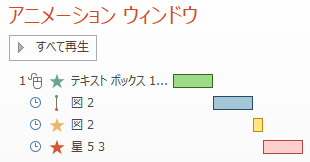 アニメーション ウィンドウ
すべて再生
1 テキスト ボックス 1...
図 2
図 2
星 5 3